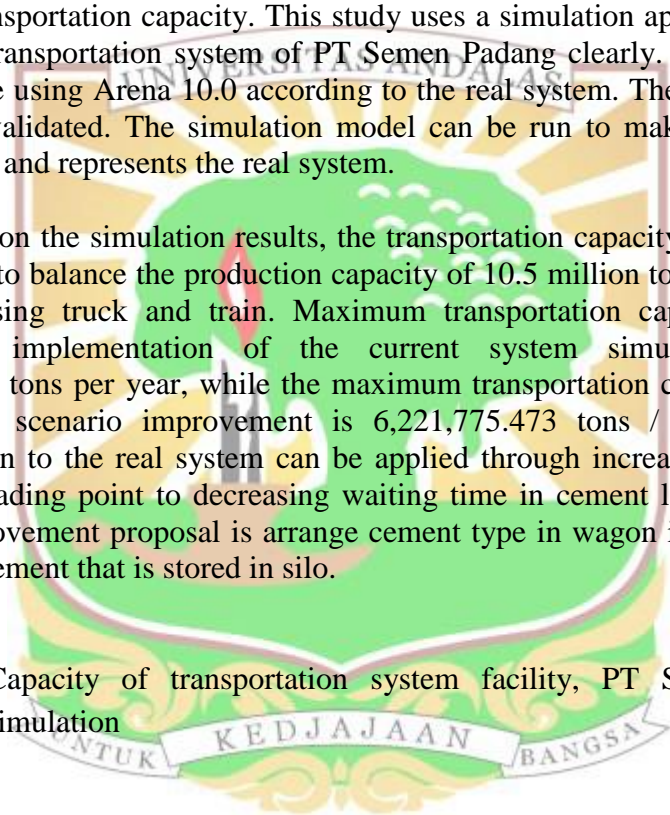 nsportation capacity. This study uses a simulation ap
ransportation system of PT Semen Padang clearly.
UNIVERSITAS ANDALAS
e using Arena 10.0 according to the real system. The
validated. The simulation model can be run to mak
and represents the real system.
on the simulation results, the transportation capacity
to balance the production capacity of 10.5 million to
sing truck and train. Maximum transportation cap
implementation of the current system simu
tons per year, while the maximum transportation c
scenario improvement is 6,221,775.473 tons /
n to the real system can be applied through increa
ading point to decreasing waiting time in cement l
ovement proposal is arrange cement type in wagon
ement that is stored in silo.
Capacity of transportation system facility, PT S
imulation
UNTUK KEDJAJAAN BANGSA